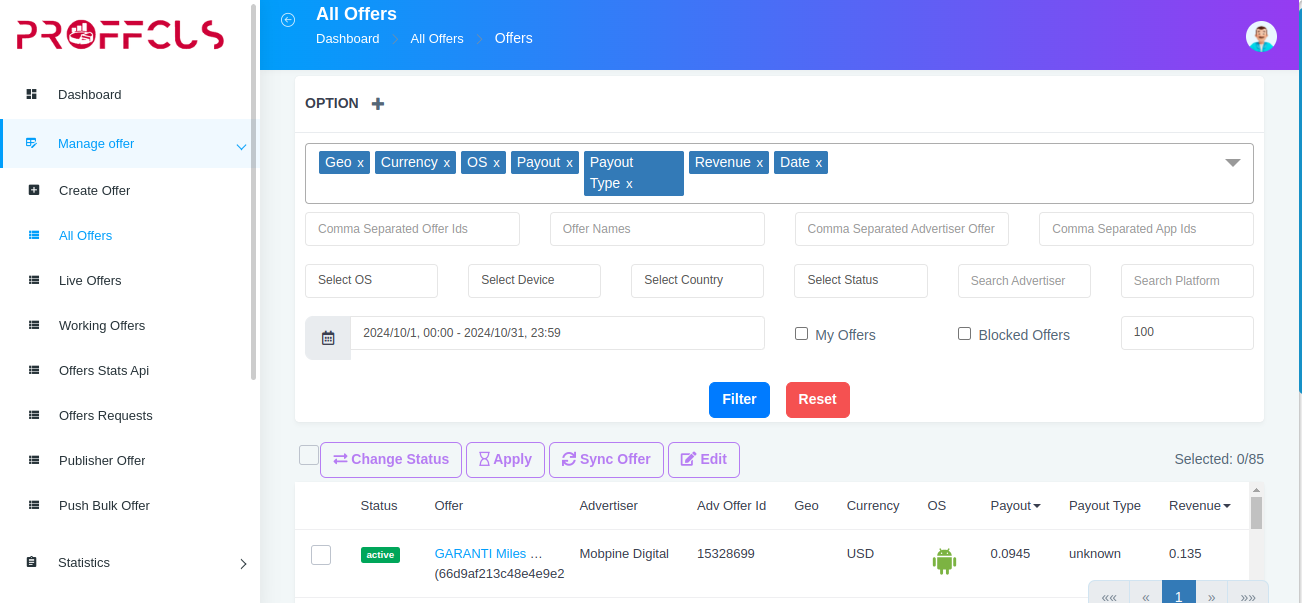 PROFFCUS
Dashboard
Manage offer
Create Offer
All Offers
Live Offers
Working Offers
Offers Stats Api
Offers Requests
Publisher Offer
Push Bulk Offer
Statistics
All Offers
Dashboard All Offers Offers
OPTION
Geo x Currency x OS x Payout x Payout Type x Revenue x Date x
Comma Separated Offer Ids Offer Names Comma Separated Advertiser Offer Comma Separated App Ids
Select OS Select Device Select Country Select Status Search Advertiser Search Platform
2024/10/1, 00:00 - 2024/10/31, 23:59 My Offers Blocked Offers 100
Filter Reset
Change Status Apply Sync Offer Edit Selected: 0/85
Status Offer Advertiser Adv Offer Id Geo Currency OS Payout Payout Type Revenue
active GARANTI Miles … Mobpine Digital 15328699 USD 0.0945 unknown 0.135
(66d9af213c48e4e9e2
«« « 1 » »»